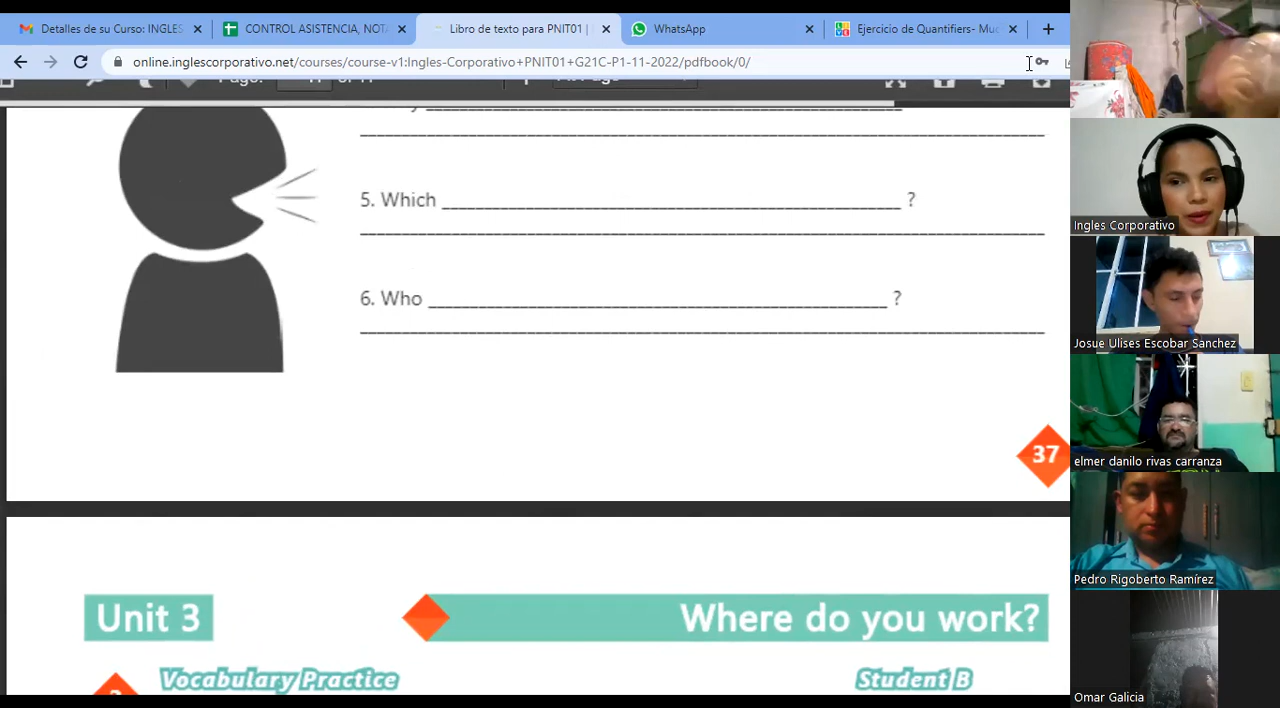 Detalles de su Curso: INGLES
CONTROL ASISTENCIA, NOTA
Libro de texto para PNIT01 |
WhatsApp
Ejercicio de Quantifiers- Muc
online.inglescorporativo.net/courses/course-v1:Ingles-Corporativo+PNIT01+G21C-P1-11-2022/pdfbook/0/
5. Which ?
6. Who ?
37
Unit 3
Where do you work?
Vocabulary Practice
Student B
Ingles Corporativo
Josue Ulises Escobar Sanchez
elmer danilo rivas carranza
Pedro Rigoberto Ramírez
Omar Galicia